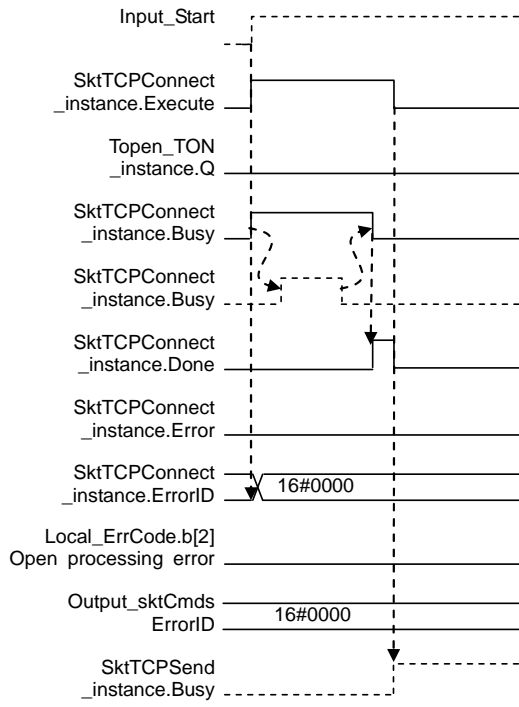 Input_Start
SktTCPConnect
_instance.Execute
Topen_TON
_instance.Q
SktTCPConnect
_instance.Busy
SktTCPConnect
_instance.Busy
SktTCPConnect
_instance.Done
SktTCPConnect
_instance.Error
SktTCPConnect
_instance.ErrorID
16#0000
Local_ErrCode.b[2]
Open processing error
Output_sktCmds
ErrorID
16#0000
SktTCPSend
_instance.Busy